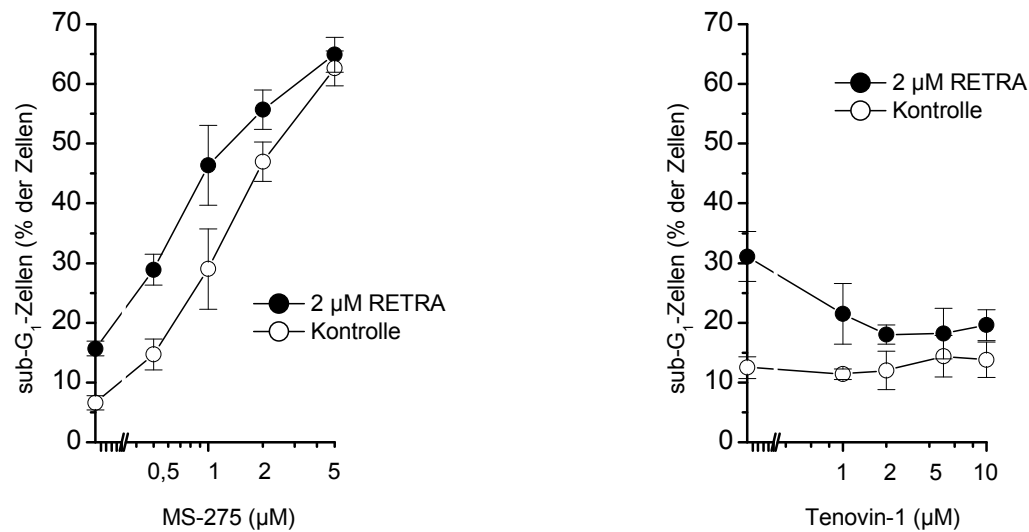 70
60
50
40
30
20
10
0
sub-G₁-Zellen (% der Zellen)
2 µM RETRA
Kontrolle
0,5 1 2 5
MS-275 (µM)
70
60
50
40
30
20
10
0
sub-G₁-Zellen (% der Zellen)
2 µM RETRA
Kontrolle
1 2 5 10
Tenovin-1 (µM)